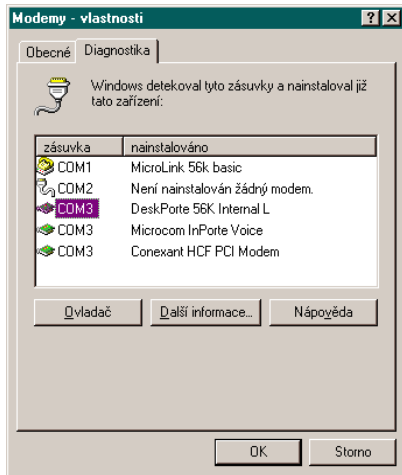 Modemy - vlastnosti
Obecné Diagnostika
Windows detekoval tyto zásuvky a nainstaloval již
tato zařízení:
zásuvka nainstalováno
COM1 MicroLink 56k basic
COM2 Není nainstalován žádný modem.
COM3 DeskPorte 56K Internal L
COM3 Microcom InPorte Voice
COM3 Conexant HCF PCI Modem
Ovladač Další informace... Nápověda
OK Storno